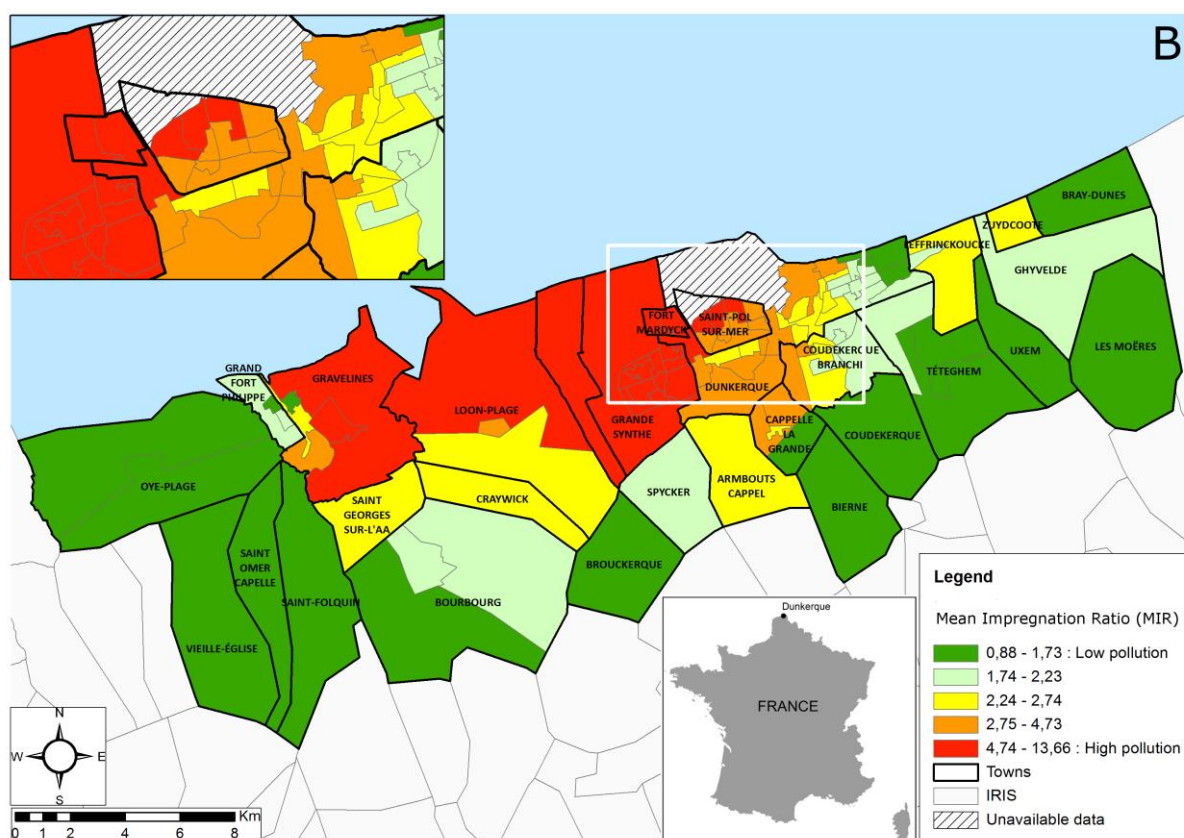 B
BRAY-DUNES
ZUYDCOOTE
LEFFRINCKOUCKE
GHYVELDE
FORT
MARDYCK
SAINT-POL
SUR-MER
COUDEKERQUE
BRANCHE
UXEM
LES MOËRES
GRAND
FORT
PHILIPPE
GRAVELINES
LOON-PLAGE
DUNKERQUE
TÉTEGHEM
GRANDE
SYNTHE
CAPPELLE
LA
GRANDE
COUDEKERQUE
OYE-PLAGE
SAINT
GEORGES
SUR-L'AA
CRAYWICK
SPYCKER
ARMBOUTS
CAPPEL
BIERNE
SAINT
OMER
CAPELLE
BROUCKERQUE
SAINT-FOLQUIN
BOURBOURG
VIEILLE-ÉGLISE
Dunkerque
FRANCE
Legend
Mean Impregnation Ratio (MIR)
0,88 - 1,73 : Low pollution
1,74 - 2,23
2,24 - 2,74
2,75 - 4,73
4,74 - 13,66 : High pollution
Towns
IRIS
Unavailable data
N
W E
S
Km
0 1 2 4 6 8